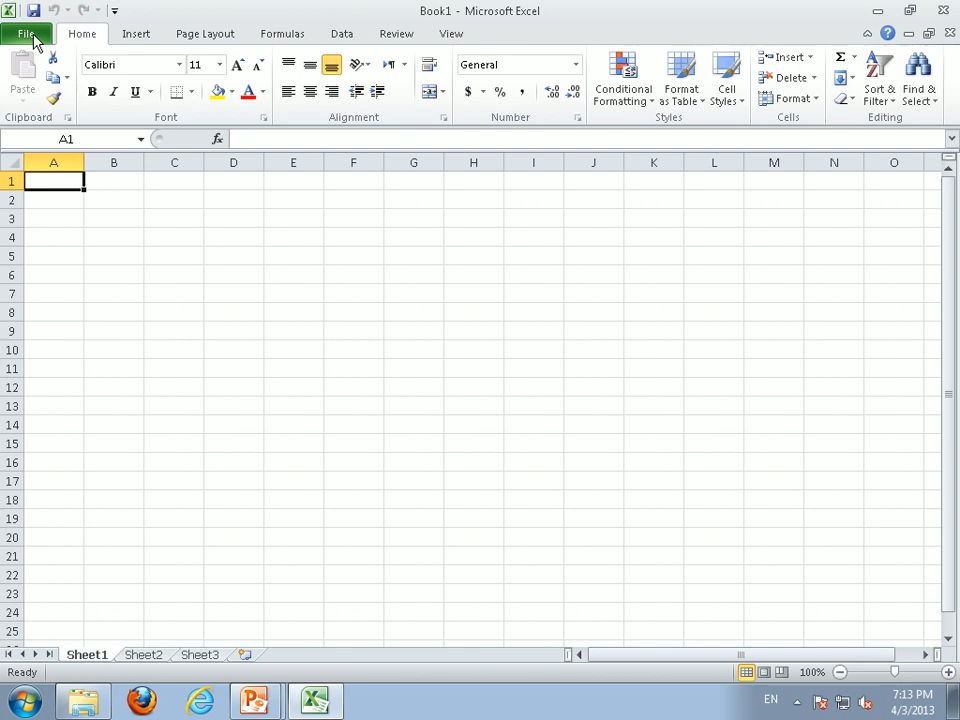 Book1 - Microsoft Excel
File Home Insert Page Layout Formulas Data Review View
Paste
Clipboard
Calibri 11
B I U A
Font
Alignment
General
$ % ,
Number
Conditional Formatting
Format as Table
Cell Styles
Styles
Insert
Delete
Format
Cells
Σ
Sort & Filter
Find & Select
Editing
A1 fx
A B C D E F G H I J K L M N O
1
2
3
4
5
6
7
8
9
10
11
12
13
14
15
16
17
18
19
20
21
22
23
24
25
Sheet1 Sheet2 Sheet3
Ready 100%
EN 7:13 PM
4/3/2013